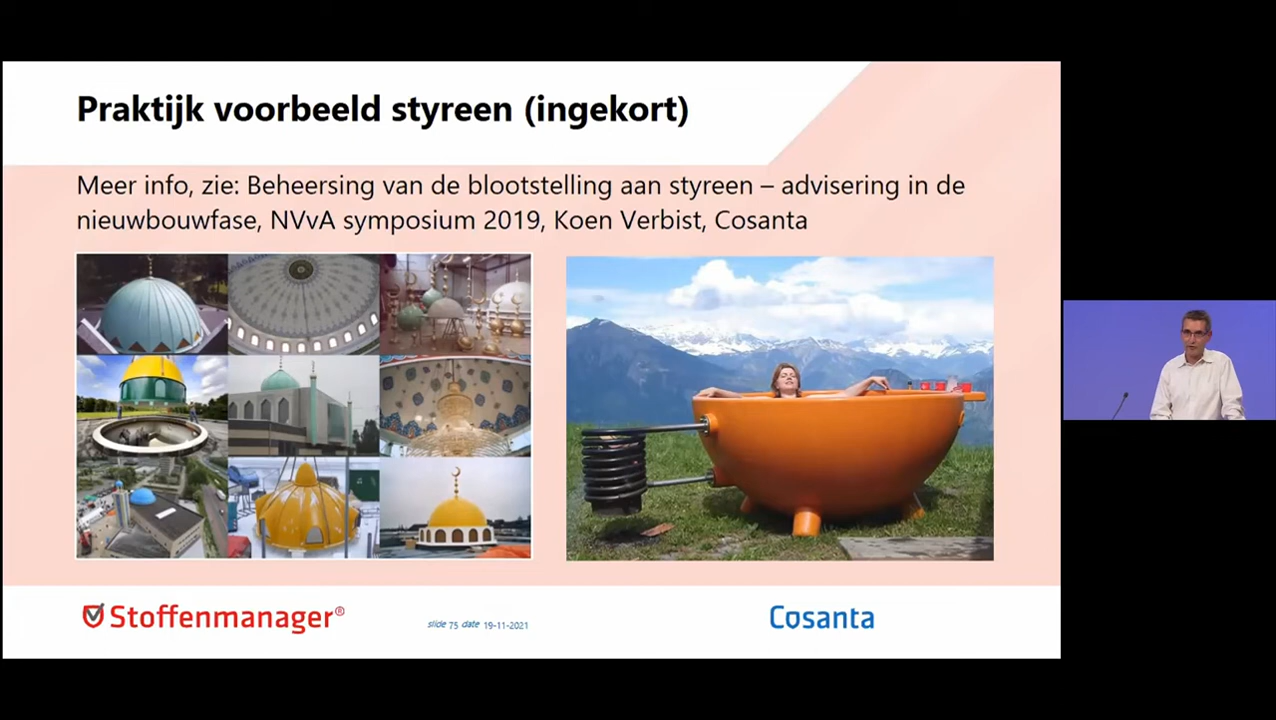 Praktijk voorbeeld styreen (ingekort)
Meer info, zie: Beheersing van de blootstelling aan styreen – advisering in de
nieuwbouwfase, NVvA symposium 2019, Koen Verbist, Cosanta
Stoffenmanager®
slide 75 date 19-11-2021
Cosanta